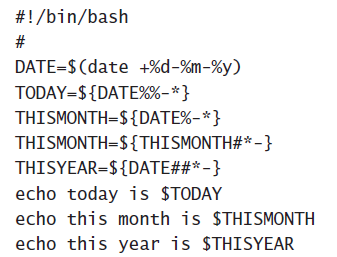 #!/bin/bash
#
DATE=$(date +%d-%m-%y)
TODAY=${DATE%%-*}
THISMONTH=${DATE%-*}
THISMONTH=${THISMONTH#*-}
THISYEAR=${DATE##*-}
echo today is $TODAY
echo this month is $THISMONTH
echo this year is $THISYEAR